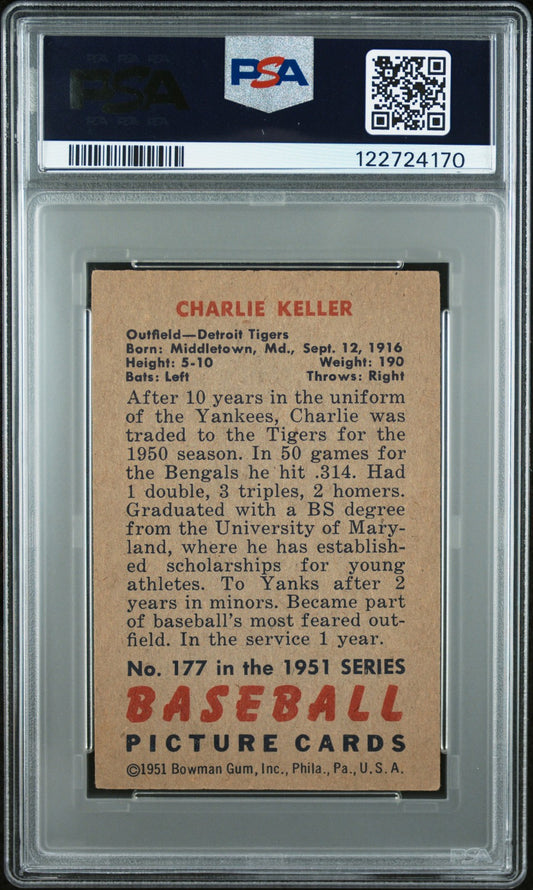 PSA
PSA
122724170
CHARLIE KELLER
Outfield—Detroit Tigers
Born: Middletown, Md., Sept. 12, 1916
Height: 5-10 Weight: 190
Bats: Left Throws: Right
After 10 years in the uniform
of the Yankees, Charlie was
traded to the Tigers for the
1950 season. In 50 games for
the Bengals he hit .314. Had
1 double, 3 triples, 2 homers.
Graduated with a BS degree
from the University of Mary-
land, where he has establish-
ed scholarships for young
athletes. To Yanks after 2
years in minors. Became part
of baseball's most feared out-
field. In the service 1 year.
No. 177 in the 1951 SERIES
BASEBALL
PICTURE CARDS
©1951 Bowman Gum, Inc., Phila., Pa., U.S.A.
PSA